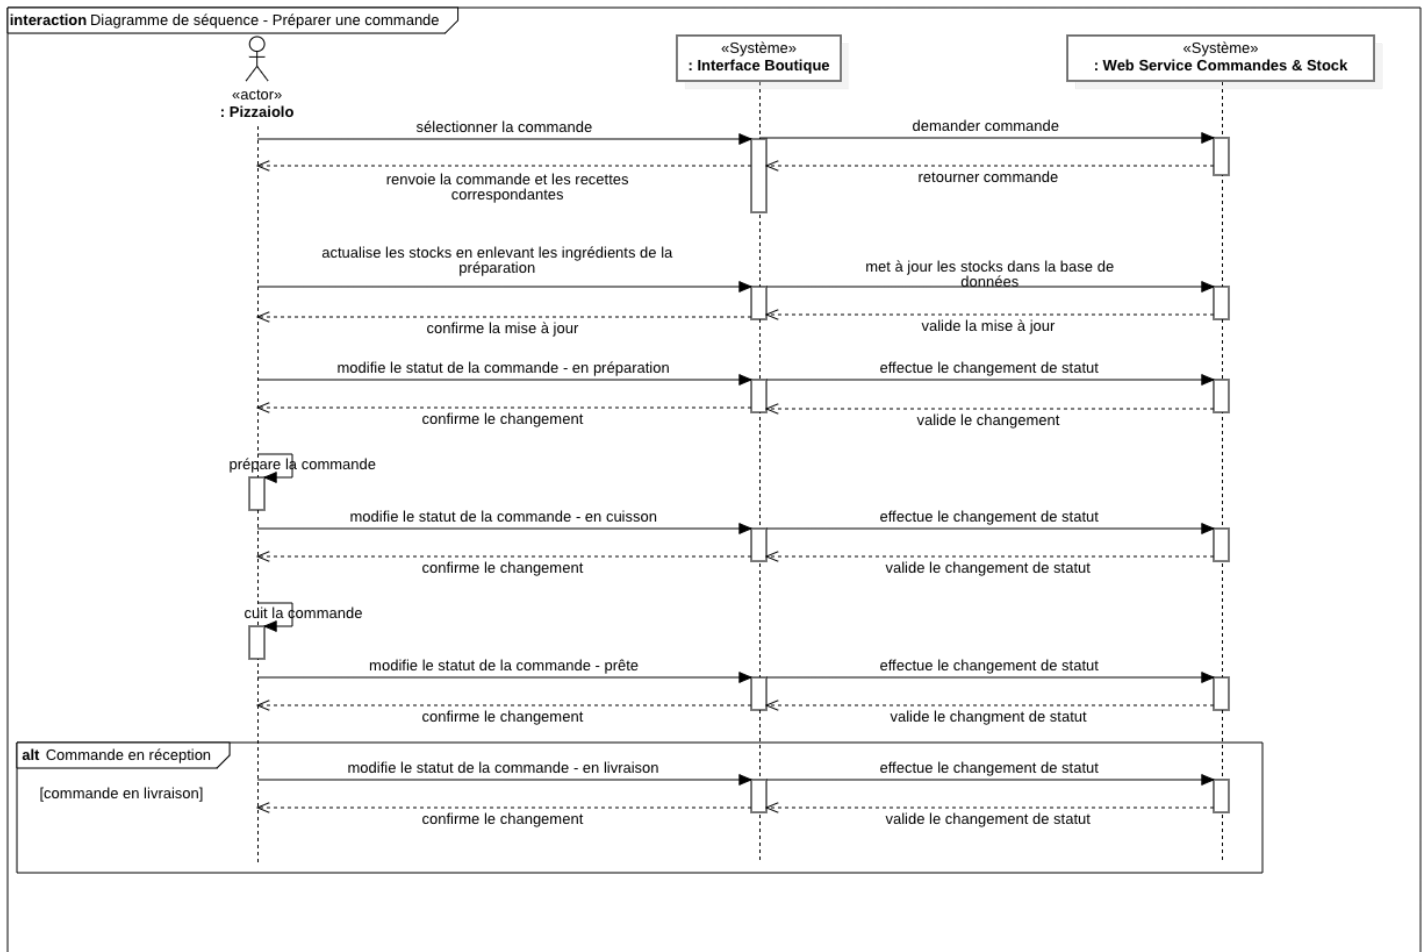 interaction Diagramme de séquence - Préparer une commande
«Système»
: Interface Boutique
«Système»
: Web Service Commandes & Stock
«actor»
: Pizzaiolo
sélectionner la commande
demander commande
renvoie la commande et les recettes
correspondantes
retourner commande
actualise les stocks en enlevant les ingrédients de la
préparation
met à jour les stocks dans la base de
données
confirme la mise à jour
valide la mise à jour
modifie le statut de la commande - en préparation
effectue le changement de statut
confirme le changement
valide le changement
prépare la commande
modifie le statut de la commande - en cuisson
effectue le changement de statut
confirme le changement
valide le changement de statut
cuit la commande
modifie le statut de la commande - prête
effectue le changement de statut
confirme le changement
valide le changment de statut
alt Commande en réception
modifie le statut de la commande - en livraison
effectue le changement de statut
[commande en livraison]
confirme le changement
valide le changement de statut